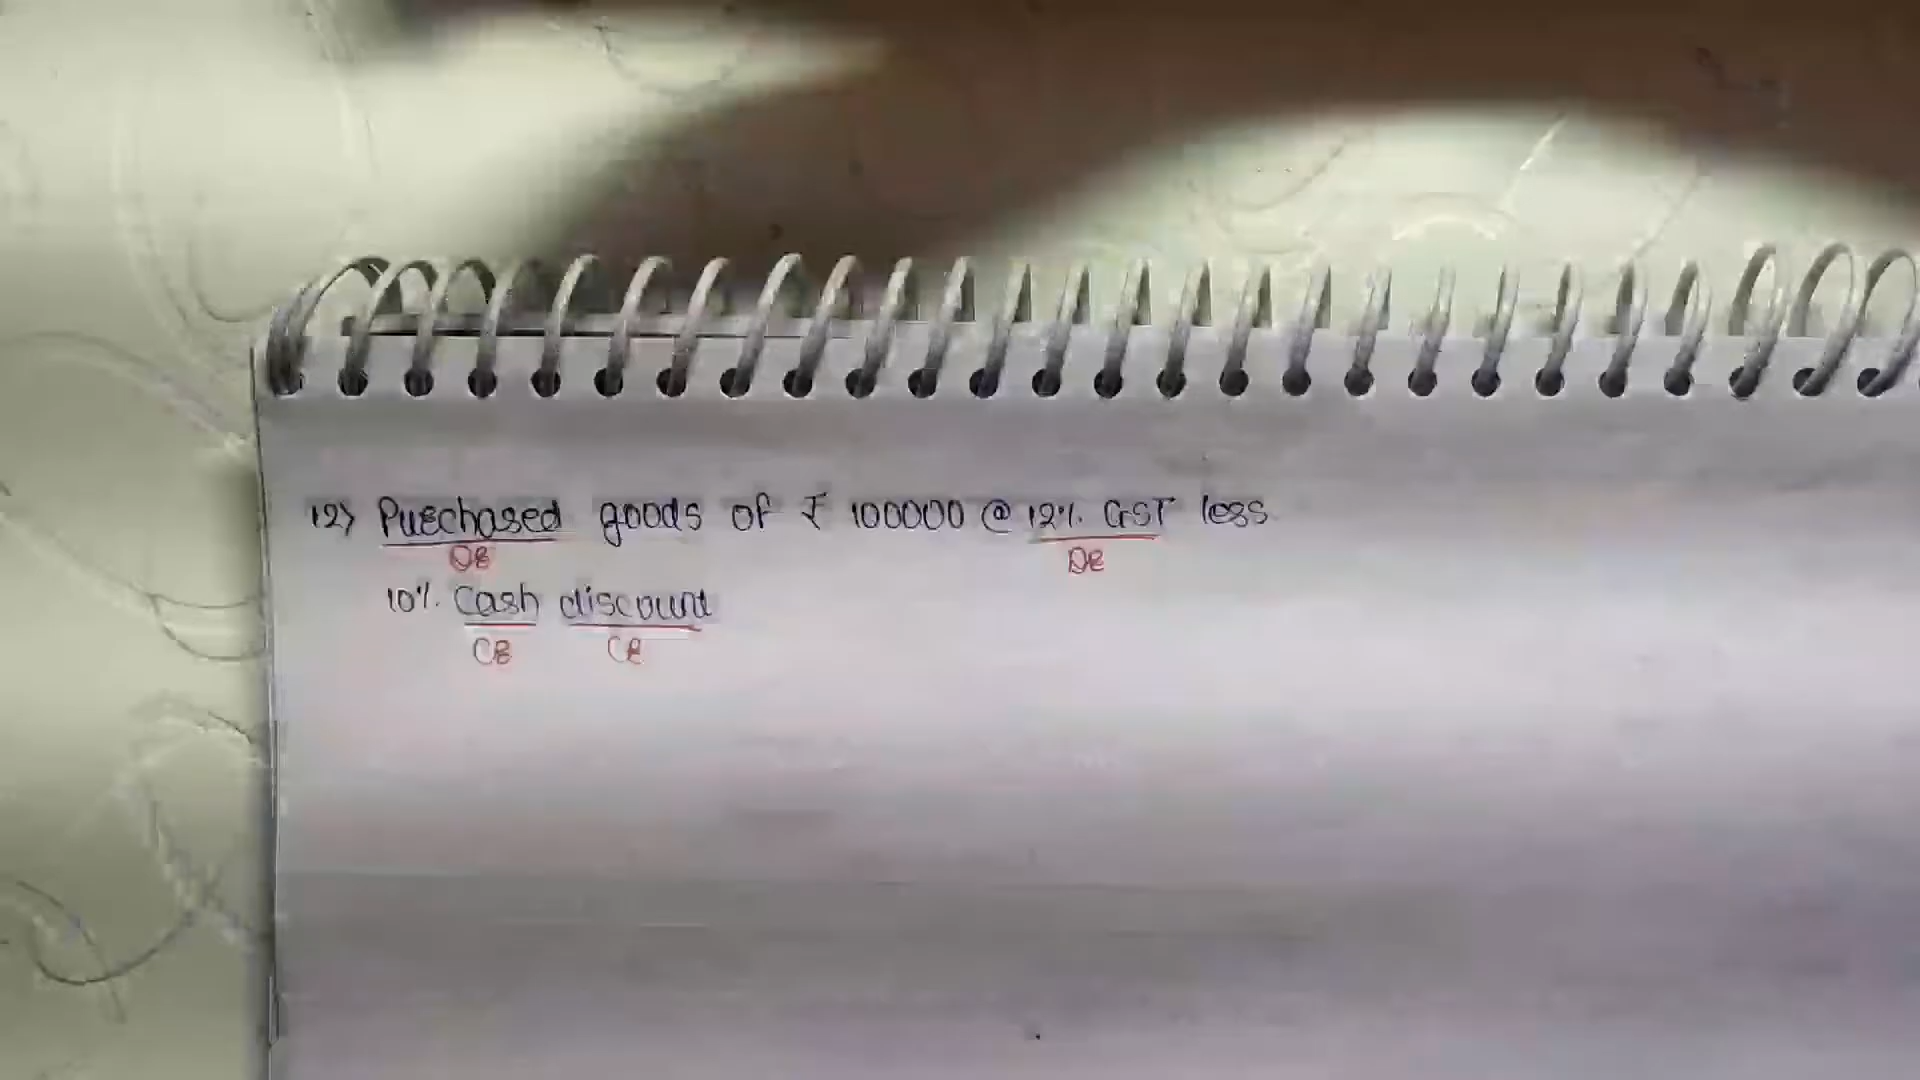 12) Purchased goods of ₹ 100000 @ 12% GST less
DR DR
10% Cash discount
CR CR